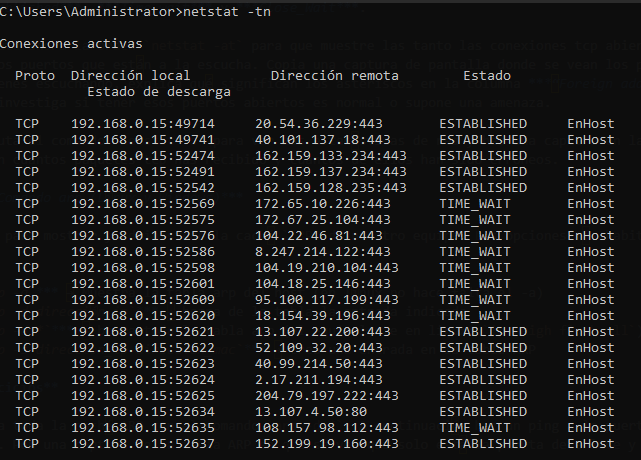 C:\Users\Administrator>netstat -tn
Conexiones activas
Proto Dirección local Dirección remota Estado
Estado de descarga
TCP 192.168.0.15:49714 20.54.36.229:443 ESTABLISHED EnHost
TCP 192.168.0.15:49741 40.101.137.18:443 ESTABLISHED EnHost
TCP 192.168.0.15:52474 162.159.133.234:443 ESTABLISHED EnHost
TCP 192.168.0.15:52491 162.159.137.234:443 ESTABLISHED EnHost
TCP 192.168.0.15:52542 162.159.128.235:443 ESTABLISHED EnHost
TCP 192.168.0.15:52569 172.65.10.226:443 TIME_WAIT EnHost
TCP 192.168.0.15:52575 172.67.25.104:443 TIME_WAIT EnHost
TCP 192.168.0.15:52576 104.22.46.81:443 TIME_WAIT EnHost
TCP 192.168.0.15:52586 8.247.214.122:443 TIME_WAIT EnHost
TCP 192.168.0.15:52598 104.19.210.104:443 TIME_WAIT EnHost
TCP 192.168.0.15:52601 104.18.25.146:443 TIME_WAIT EnHost
TCP 192.168.0.15:52609 95.100.117.199:443 TIME_WAIT EnHost
TCP 192.168.0.15:52620 18.154.39.196:443 TIME_WAIT EnHost
TCP 192.168.0.15:52621 13.107.22.200:443 ESTABLISHED EnHost
TCP 192.168.0.15:52622 52.109.32.20:443 ESTABLISHED EnHost
TCP 192.168.0.15:52623 40.99.214.50:443 ESTABLISHED EnHost
TCP 192.168.0.15:52624 2.17.211.194:443 ESTABLISHED EnHost
TCP 192.168.0.15:52625 204.79.197.222:443 ESTABLISHED EnHost
TCP 192.168.0.15:52634 13.107.4.50:80 ESTABLISHED EnHost
TCP 192.168.0.15:52635 108.157.98.112:443 TIME_WAIT EnHost
TCP 192.168.0.15:52637 152.199.19.160:443 ESTABLISHED EnHost